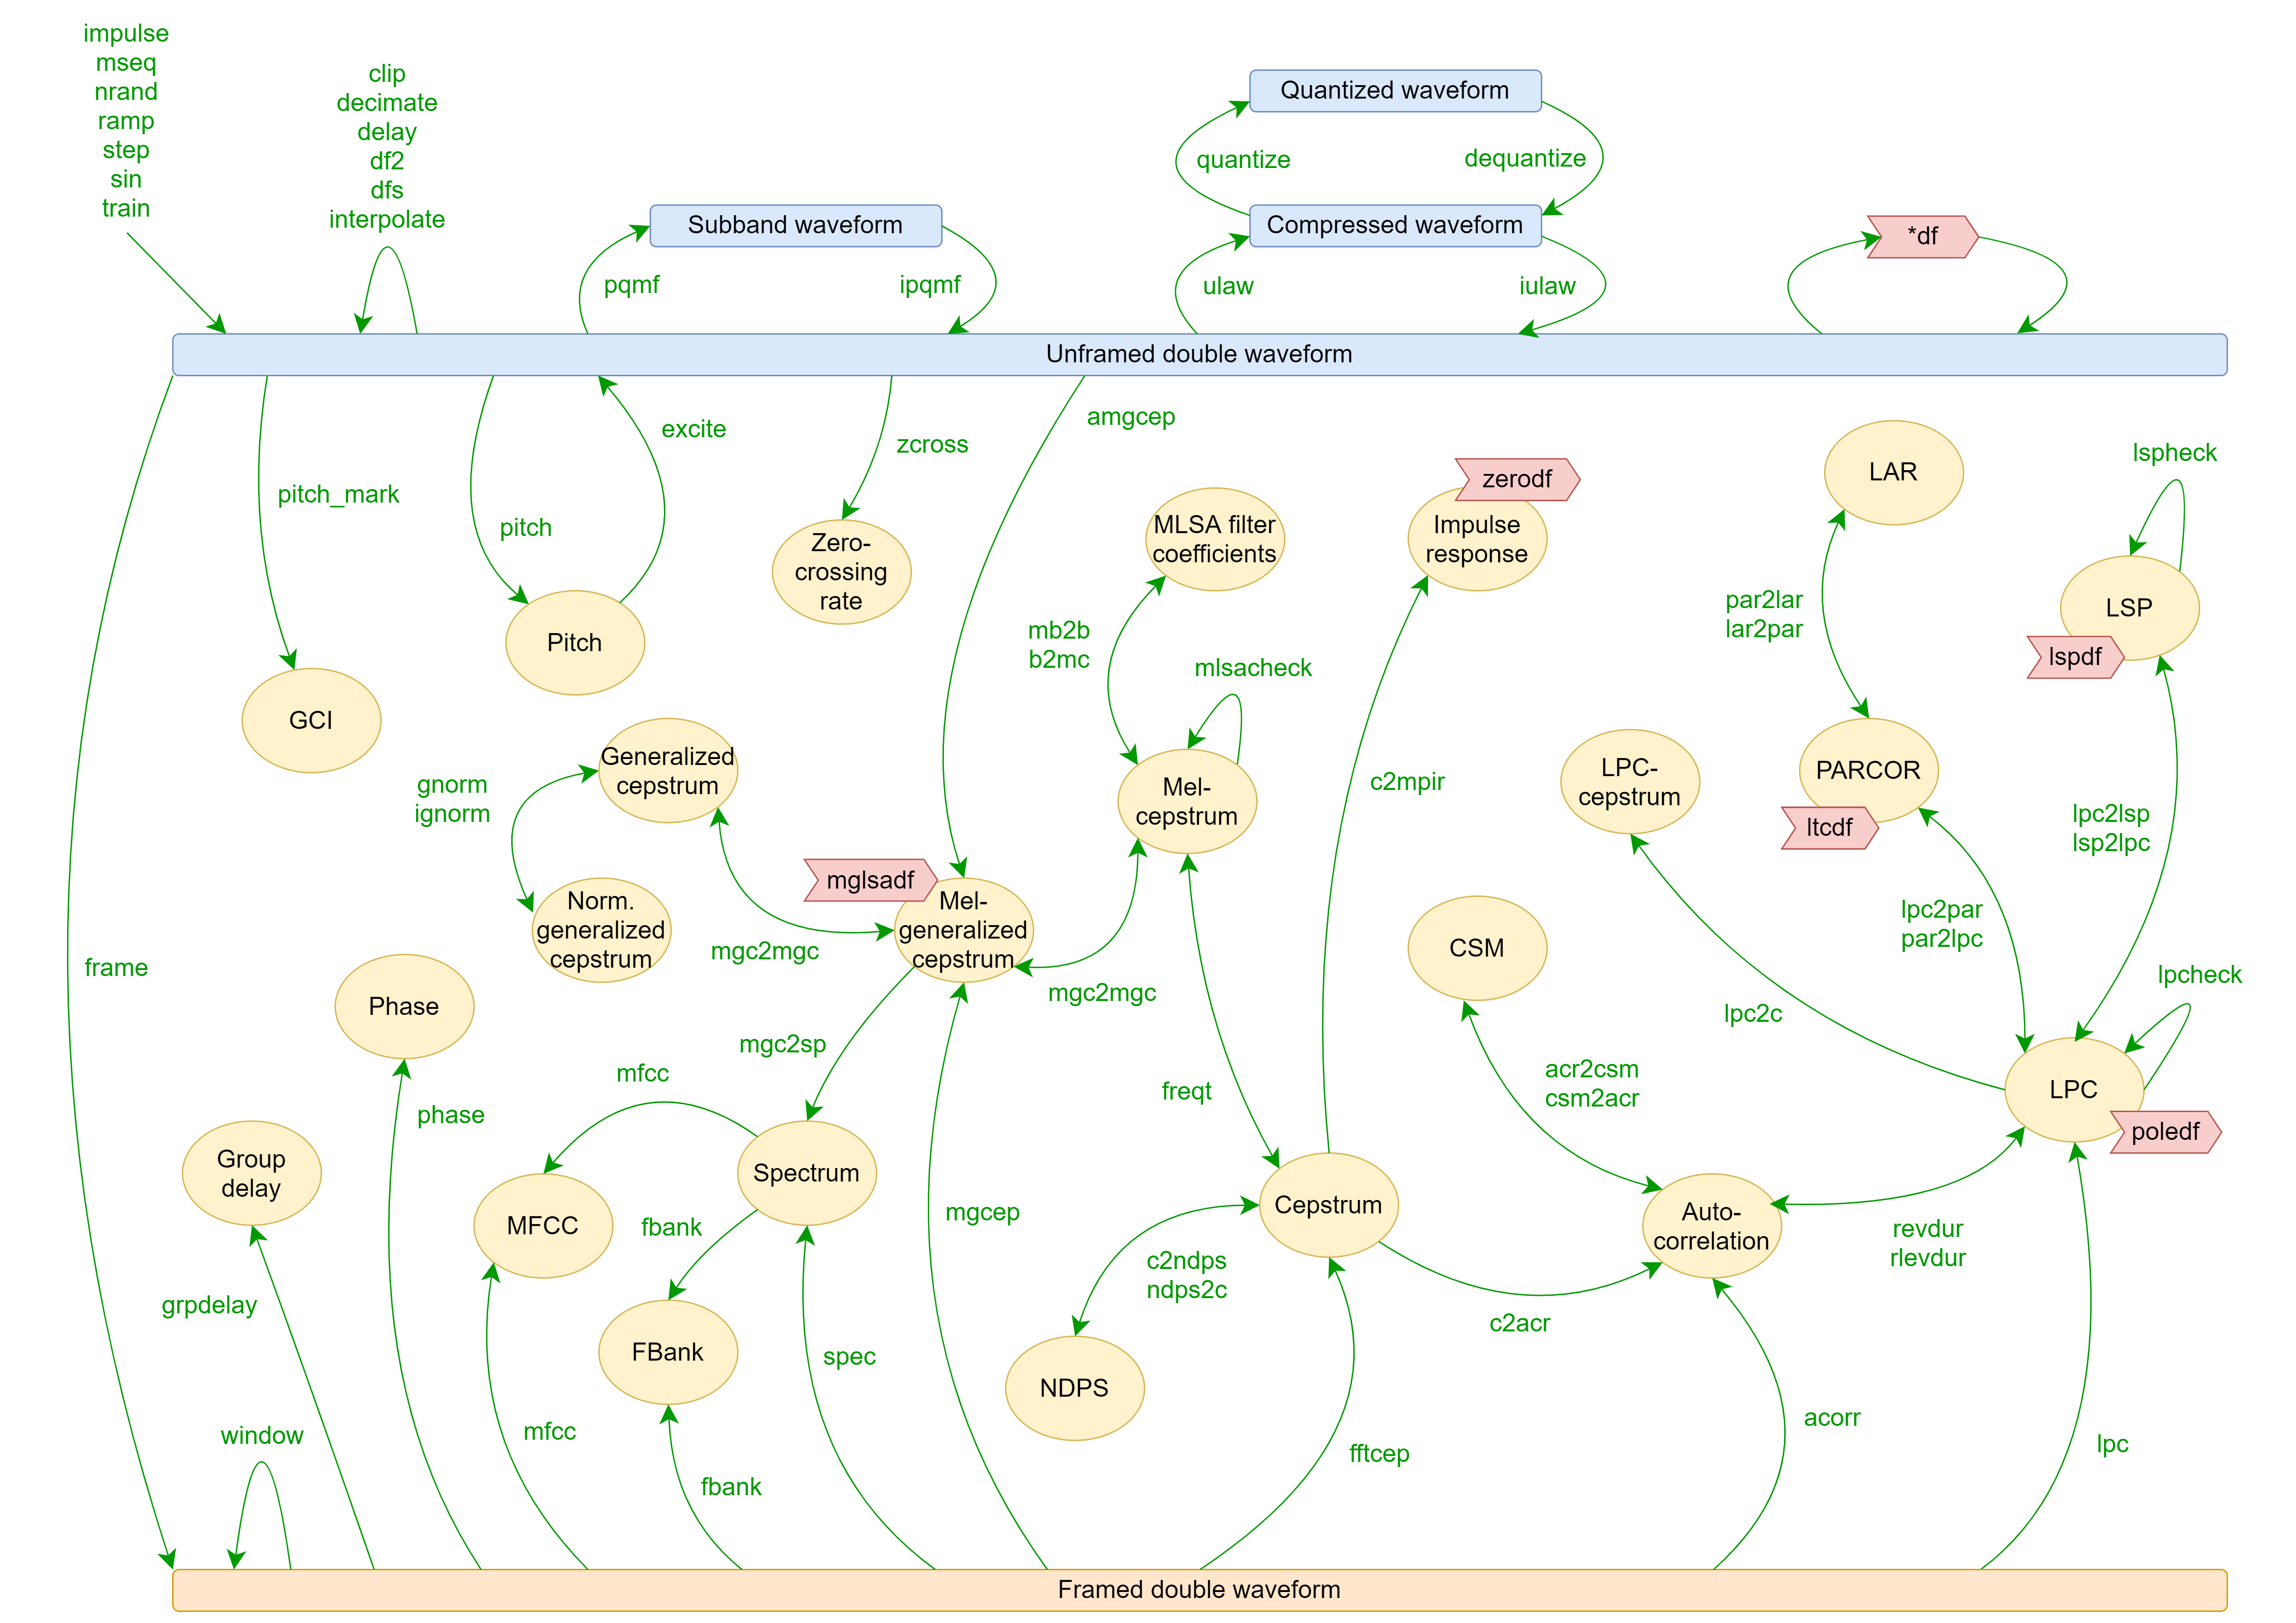 impulse
mseq
nrand
ramp
step
sin
train
clip
decimate
delay
df2
dfs
interpolate
Quantized waveform
quantize
dequantize
Subband waveform
Compressed waveform
*df
pqmf
ipqmf
ulaw
iulaw
Unframed double waveform
amgcep
excite
zcross
pitch_mark
pitch
zerodf
LAR
lspheck
MLSA filter
coefficients
Impulse
response
Zero-
crossing
rate
par2lar
lar2par
LSP
lspdf
mb2b
b2mc
mlsacheck
Pitch
GCI
Generalized
cepstrum
gnorm
ignorm
Mel-
cepstrum
c2mpir
LPC-
cepstrum
PARCOR
ltcdf
lpc2lsp
lsp2lpc
mglsadf
Norm.
generalized
cepstrum
Mel-
generalized
cepstrum
mgc2mgc
mgc2mgc
CSM
lpc2par
par2lpc
lpcheck
frame
Phase
lpc2c
mgc2sp
mfcc
freqt
acr2csm
csm2acr
LPC
poledf
phase
Group
delay
Spectrum
MFCC
fbank
mgcep
Cepstrum
Auto-
correlation
revdur
rlevdur
c2ndps
ndps2c
grpdelay
c2acr
FBank
spec
NDPS
window
mfcc
fbank
fftcep
acorr
lpc
Framed double waveform